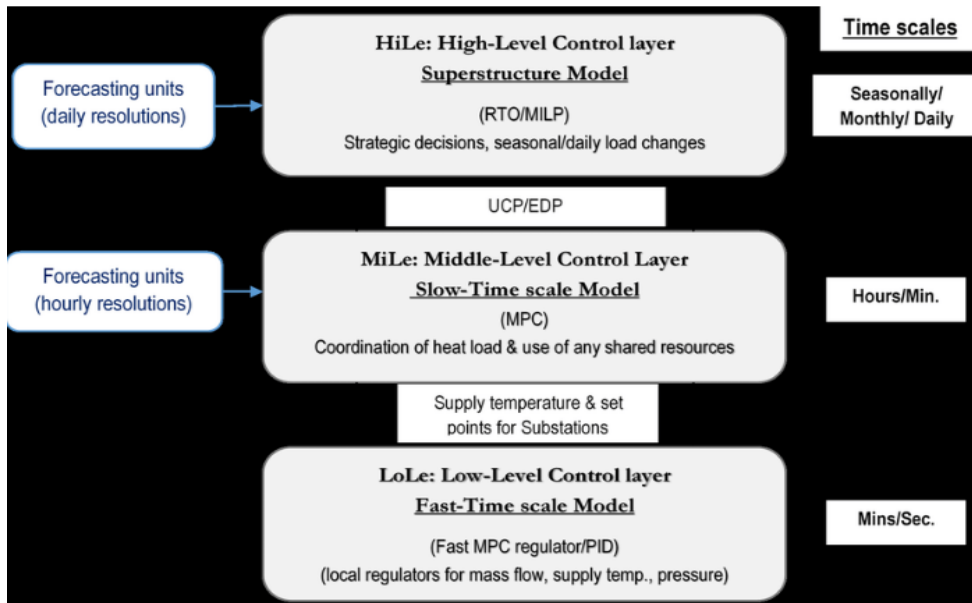 HiLe: High-Level Control layer
Superstructure Model
(RTO/MILP)
Strategic decisions, seasonal/daily load changes
Time scales
Forecasting units
(daily resolutions)
Seasonally/
Monthly/ Daily
UCP/EDP
MiLe: Middle-Level Control Layer
Slow-Time scale Model
(MPC)
Coordination of heat load & use of any shared resources
Forecasting units
(hourly resolutions)
Hours/Min.
Supply temperature & set
points for Substations
LoLe: Low-Level Control layer
Fast-Time scale Model
(Fast MPC regulator/PID)
(local regulators for mass flow, supply temp., pressure)
Mins/Sec.